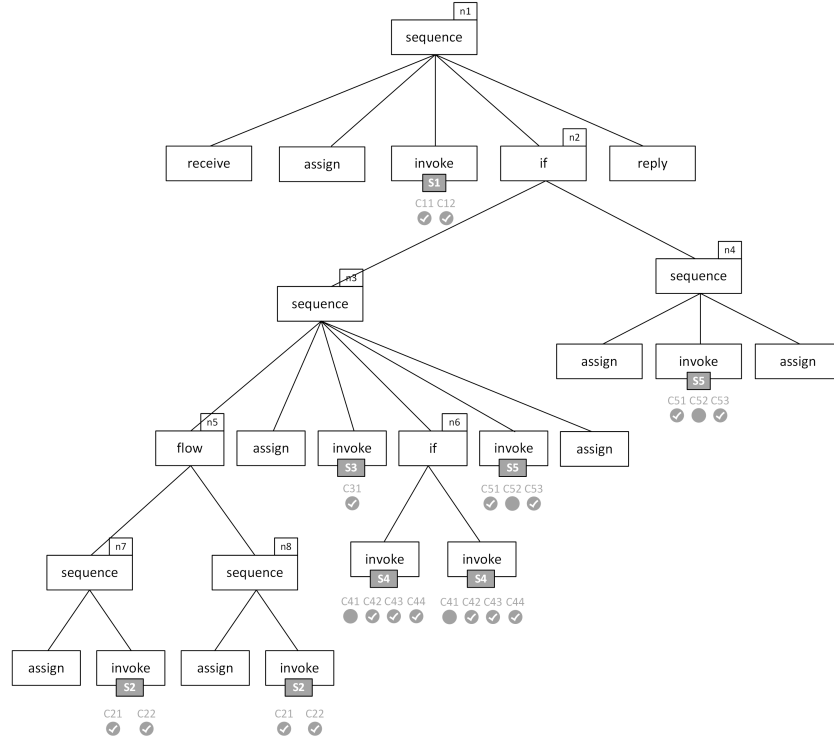 n1
sequence
n2
receive
assign
invoke
if
reply
S1
C11 C12
n4
sequence
n3
sequence
assign
invoke
assign
S5
C51 C52 C53
n5
n6
flow
assign
invoke
if
invoke
assign
S3
S5
C31
C51 C52 C53
n7
n8
sequence
sequence
invoke
invoke
S4
S4
C41 C42 C43 C44
C41 C42 C43 C44
assign
invoke
assign
invoke
S2
S2
C21 C22
C21 C22